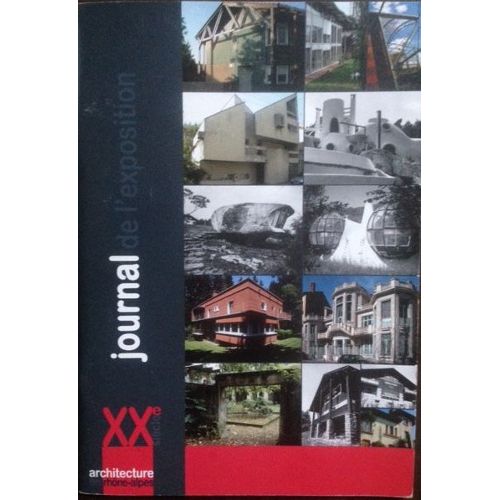 journal de l'exposition
XXe
siècle
architecture
rhône-alpes